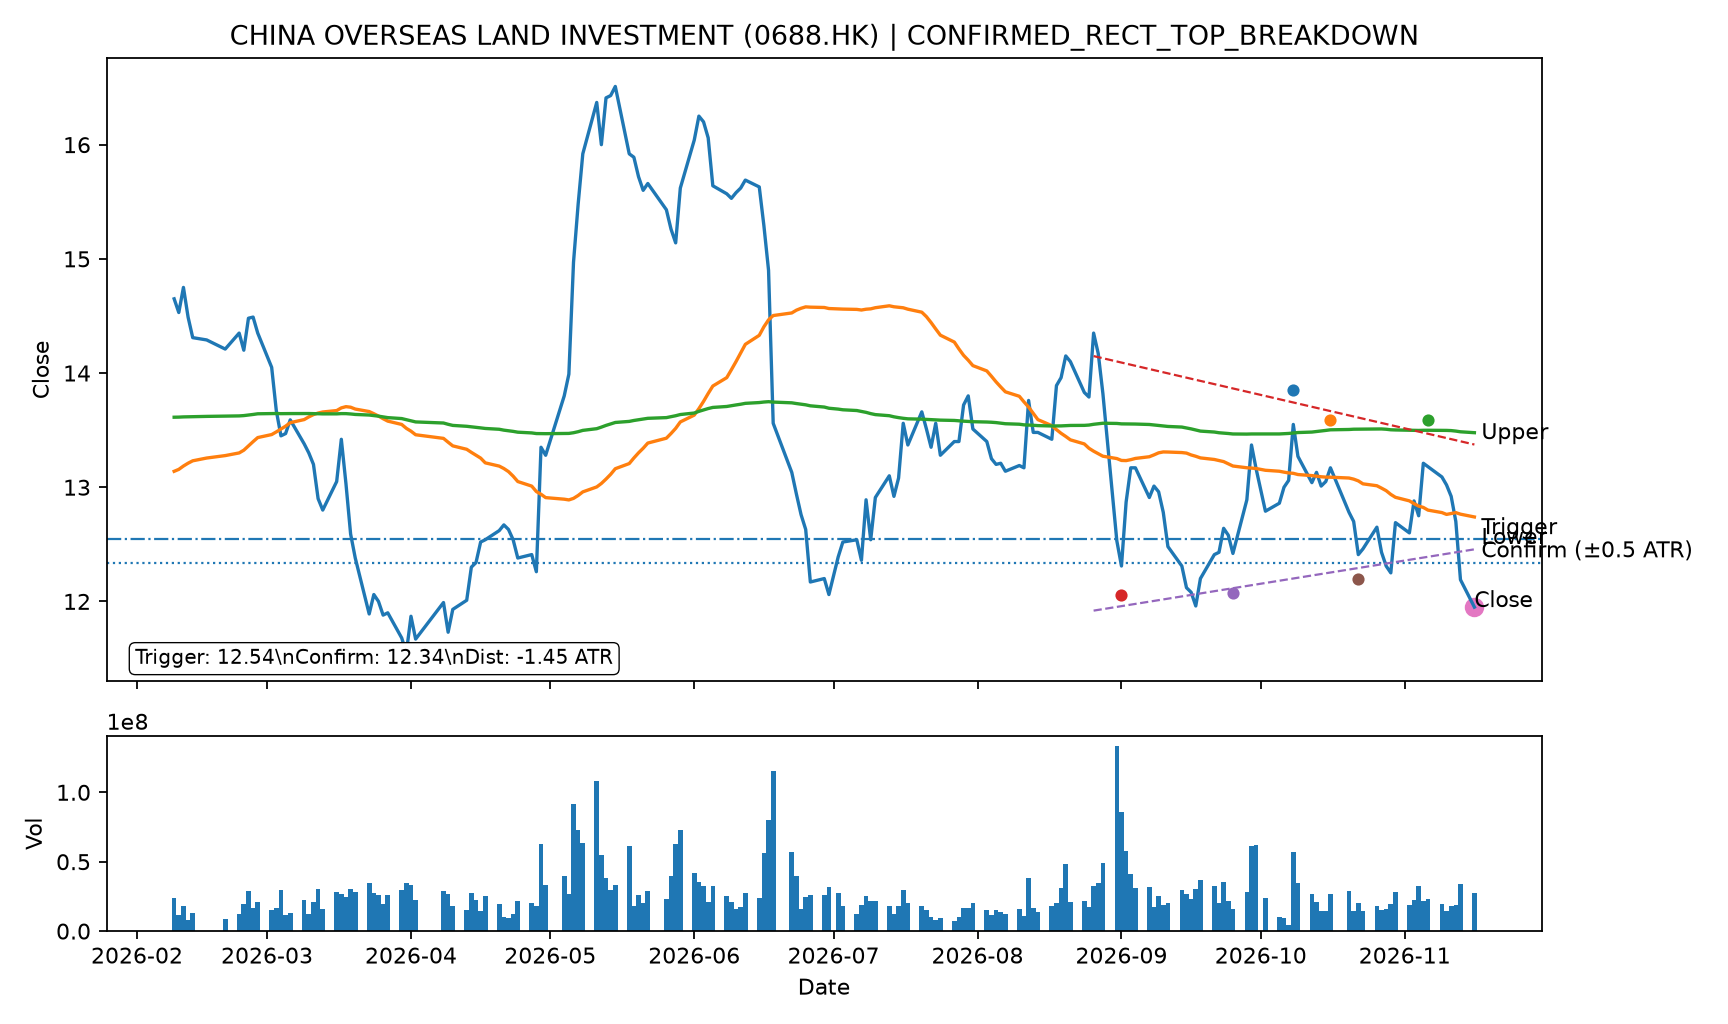 CHINA OVERSEAS LAND INVESTMENT (0688.HK) | CONFIRMED_RECT_TOP_BREAKDOWN
Close
16
15
14
13
12
Upper
Trigger
Lower
Confirm (±0.5 ATR)
Close
Trigger: 12.54\nConfirm: 12.34\nDist: -1.45 ATR
1e8
Vol
1.0
0.5
0.0
2026-02 2026-03 2026-04 2026-05 2026-06 2026-07 2026-08 2026-09 2026-10 2026-11
Date